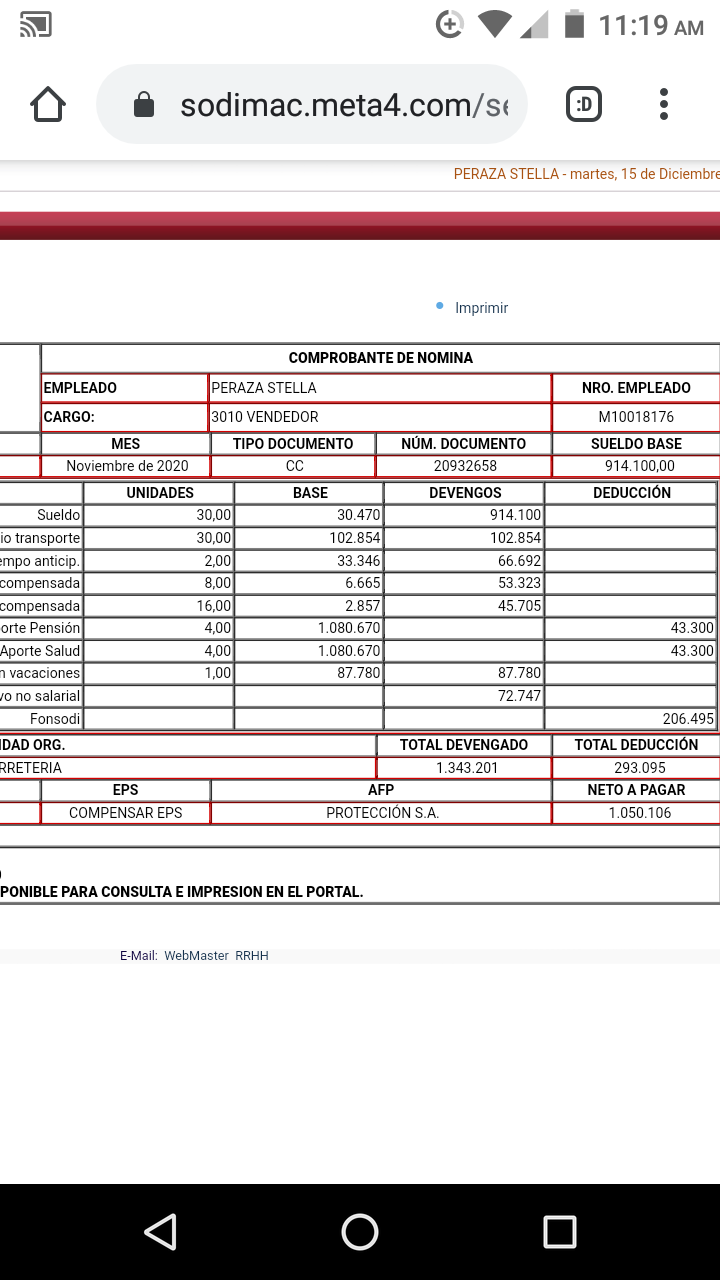 11:19 AM
sodimac.meta4.com/se
:D
PERAZA STELLA - martes, 15 de Diciembre
Imprimir
COMPROBANTE DE NOMINA
EMPLEADO PERAZA STELLA NRO. EMPLEADO
CARGO: 3010 VENDEDOR M10018176
MES TIPO DOCUMENTO NÚM. DOCUMENTO SUELDO BASE
Noviembre de 2020 CC 20932658 914.100,00
UNIDADES BASE DEVENGOS DEDUCCIÓN
Sueldo 30,00 30.470 914.100
io transporte 30,00 102.854 102.854
empo anticip. 2,00 33.346 66.692
compensada 8,00 6.665 53.323
compensada 16,00 2.857 45.705
orte Pensión 4,00 1.080.670 43.300
Aporte Salud 4,00 1.080.670 43.300
n vacaciones 1,00 87.780 87.780
vo no salarial 72.747
Fonsodi 206.495
IDAD ORG. TOTAL DEVENGADO TOTAL DEDUCCIÓN
RRETERIA 1.343.201 293.095
EPS AFP NETO A PAGAR
COMPENSAR EPS PROTECCIÓN S.A. 1.050.106
PONIBLE PARA CONSULTA E IMPRESION EN EL PORTAL.
E-Mail: WebMaster RRHH